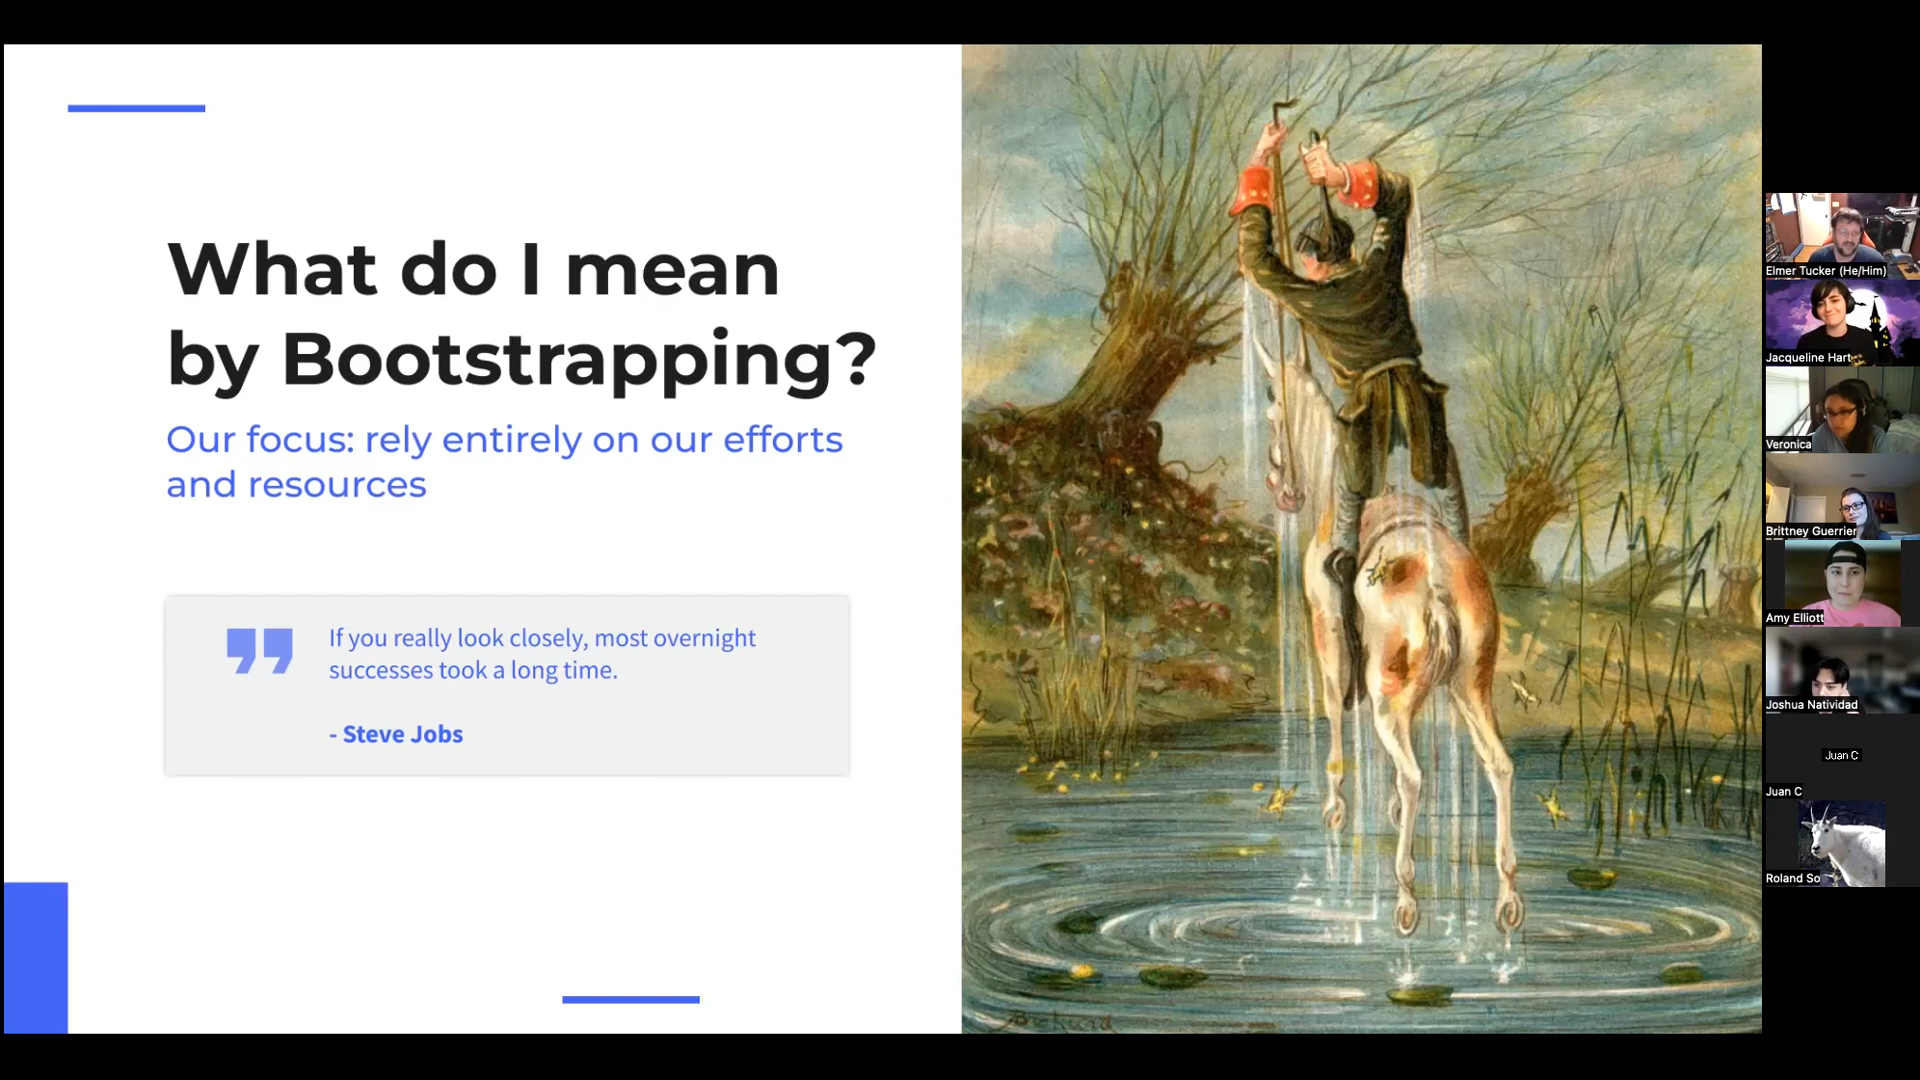 What do I mean
by Bootstrapping?
Our focus: rely entirely on our efforts
and resources
If you really look closely, most overnight
successes took a long time.
- Steve Jobs
Elmer Tucker (He/Him)
Jacqueline Hart
Veronica
Brittney Guerrier
Amy Elliott
Joshua Natividad
Juan C
Juan C
Roland So